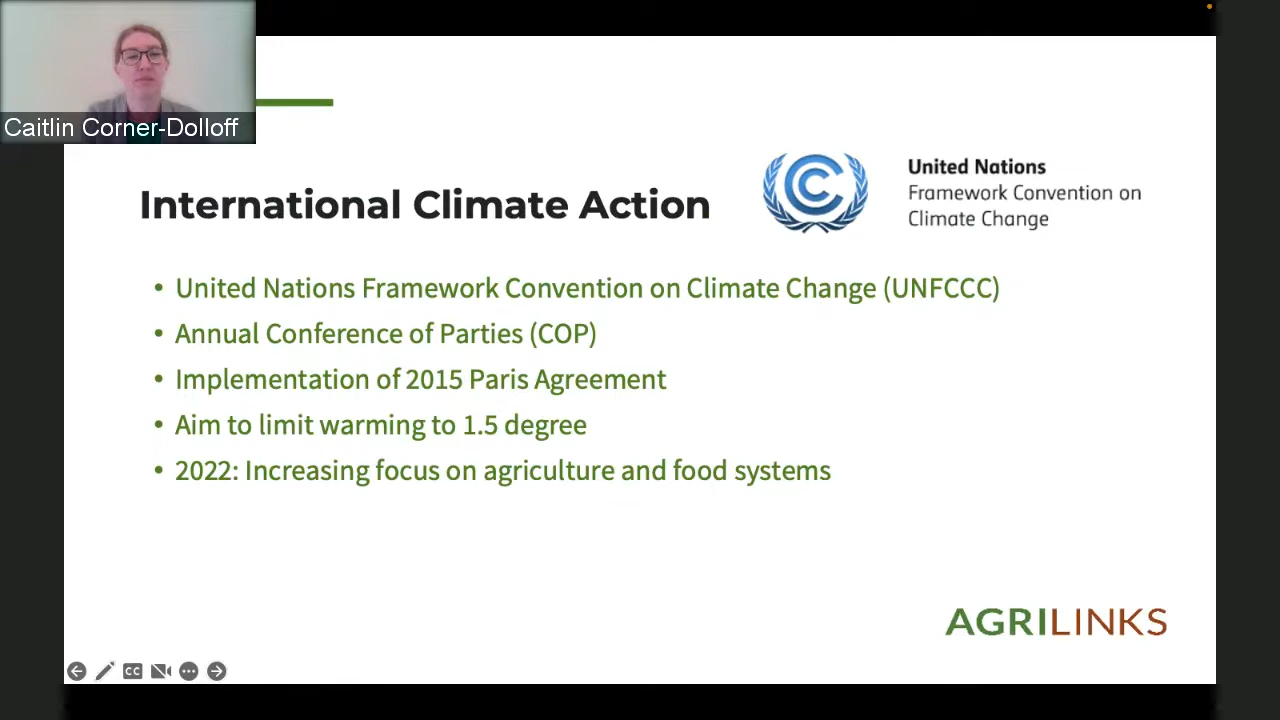 Caitlin Corner-Dolloff
International Climate Action
United Nations
Framework Convention on
Climate Change
• United Nations Framework Convention on Climate Change (UNFCCC)
• Annual Conference of Parties (COP)
• Implementation of 2015 Paris Agreement
• Aim to limit warming to 1.5 degree
• 2022: Increasing focus on agriculture and food systems
AGRILINKS
CC